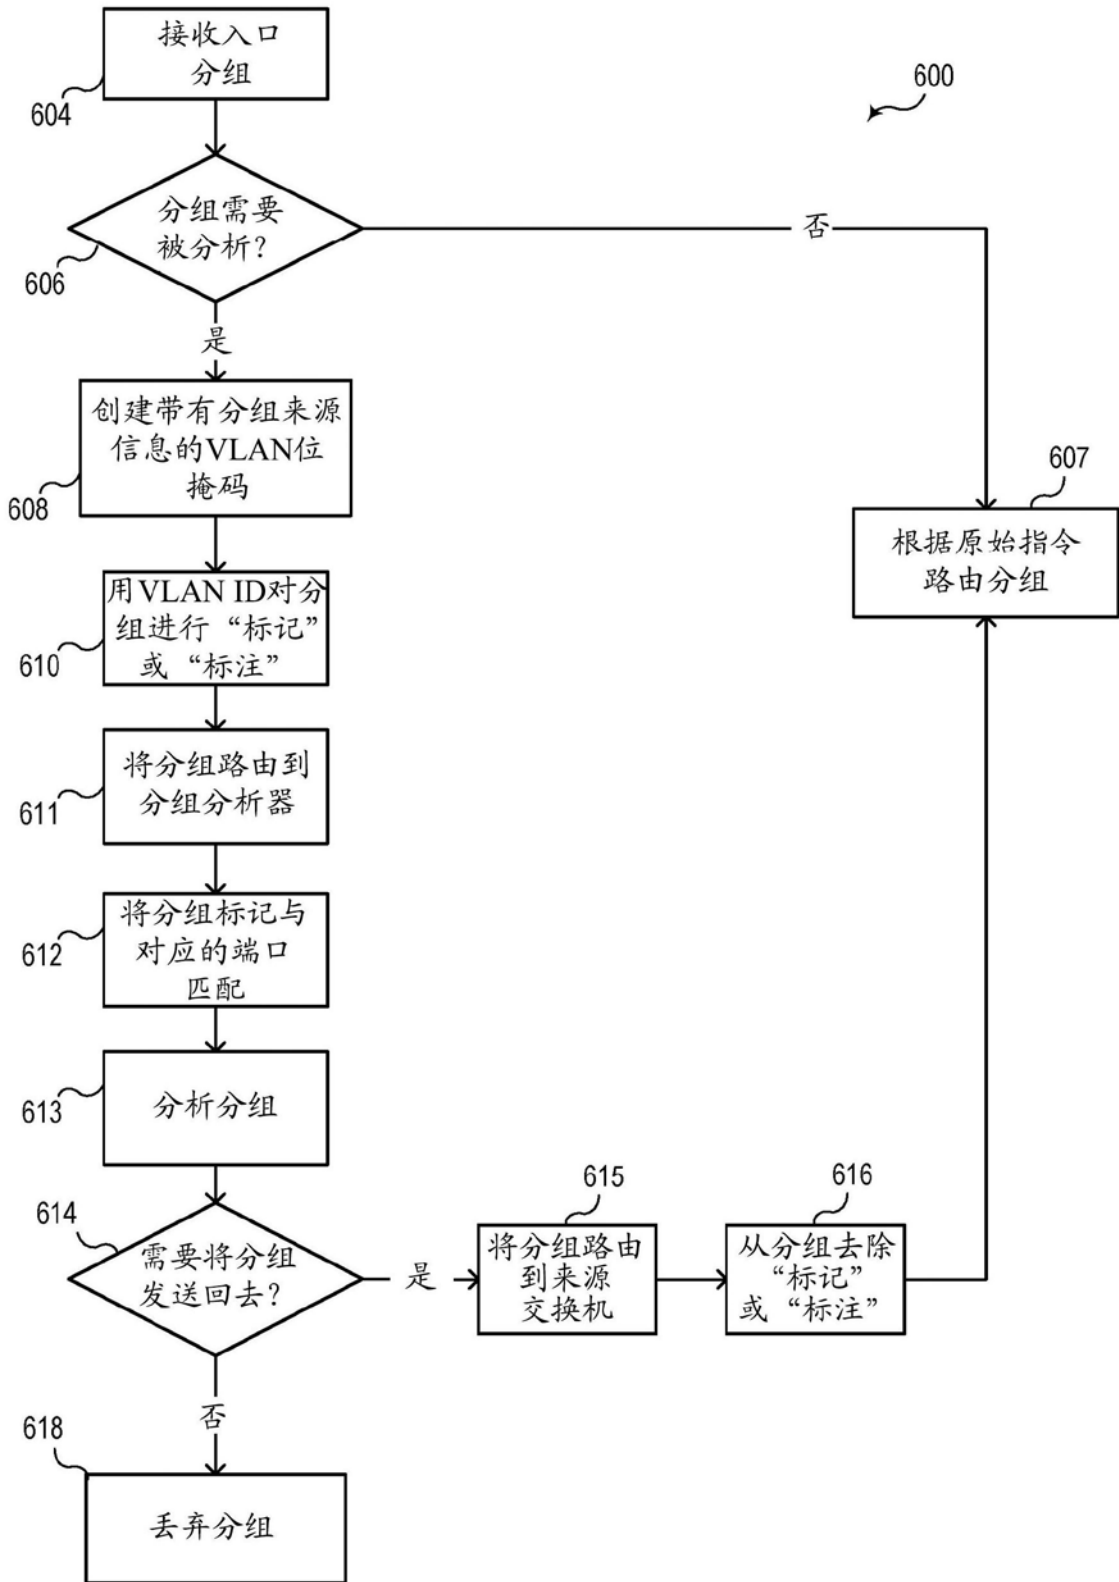 接收入口
分组
604
600
分组需要
被分析？
606
否
是
创建带有分组来源
信息的VLAN位
掩码
608
607
根据原始指令
路由分组
用VLAN ID对分
组进行“标记”
或“标注”
610
将分组路由到
分组分析器
611
将分组标记与
对应的端口
匹配
612
分析分组
613
614
需要将分组
发送回去？
是
615
将分组路由
到来源
交换机
616
从分组去除
“标记”
或“标注”
否
618
丢弃分组